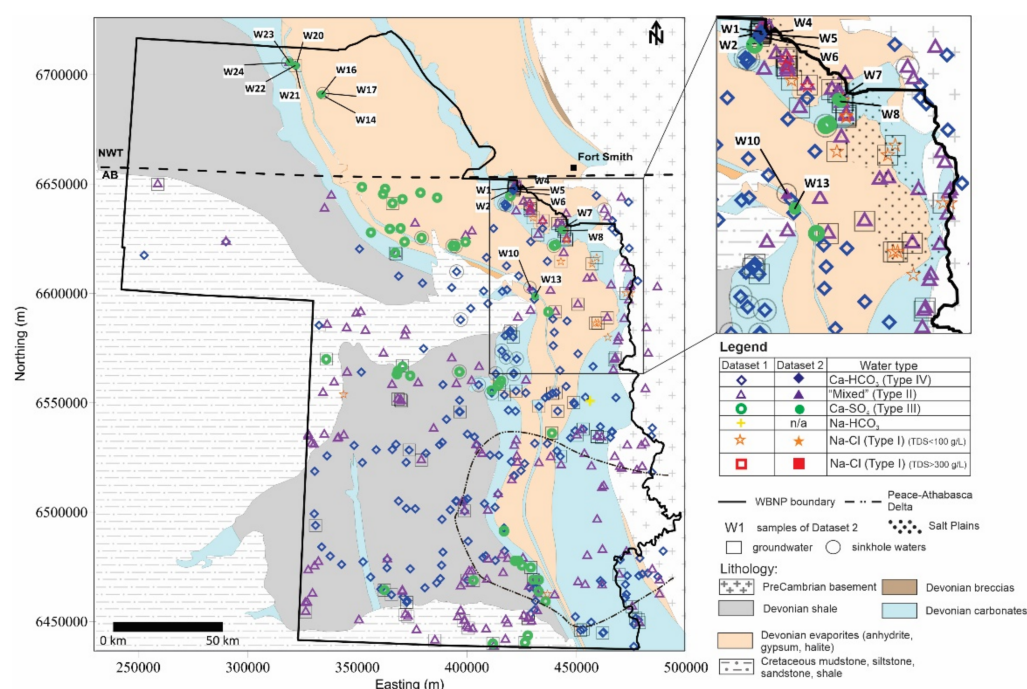 W23
W20
W24
W22
W21
W16
W17
W14
N
6700000
NWT
AB
Fort Smith
6650000
W1
W2
W4
W5
W6
W7
W8
W10
W13
6600000
6550000
6500000
6450000
Northing (m)
0 km
50 km
250000 300000 350000 400000 450000 500000
Easting (m)
W1
W4
W2
W5
W6
W7
W8
W10
W13
Legend
Dataset 1 Dataset 2 Water type
Ca-HCO3 (Type IV)
"Mixed" (Type II)
Ca-SO4 (Type III)
n/a Na-HCO3
Na-Cl (Type I) (TDS<100 g/L)
Na-Cl (Type I) (TDS>300 g/L)
WBNP boundary
Peace-Athabasca
Delta
W1 samples of Dataset 2
Salt Plains
groundwater
sinkhole waters
Lithology:
PreCambrian basement
Devonian breccias
Devonian shale
Devonian carbonates
Devonian evaporites (anhydrite,
gypsum, halite)
Cretaceous mudstone, siltstone,
sandstone, shale